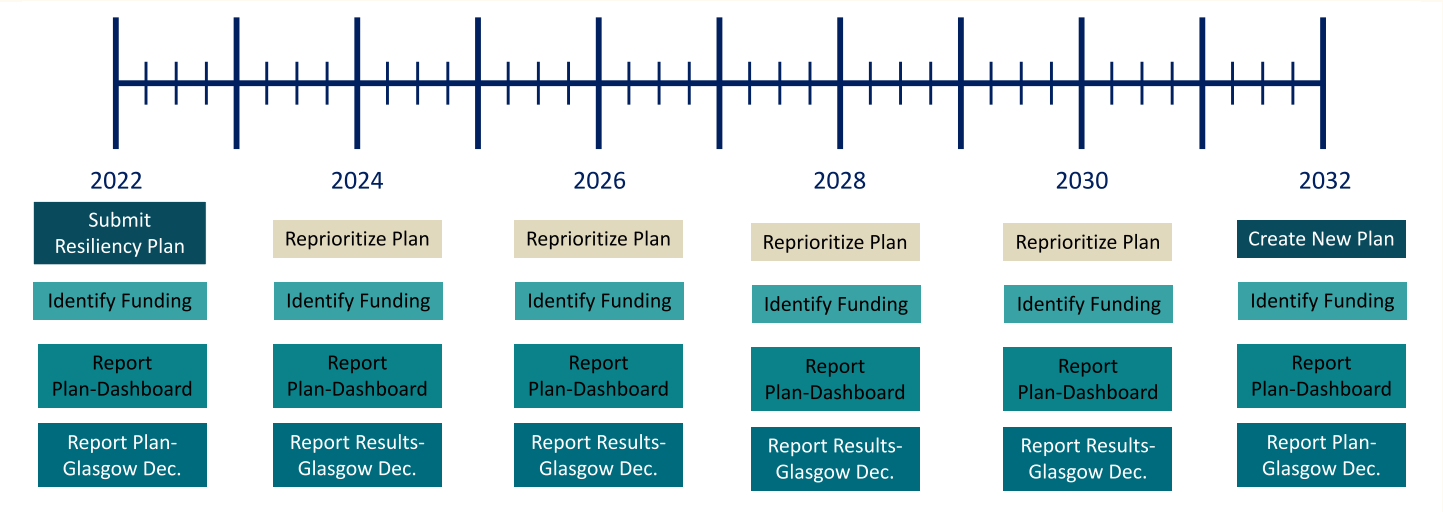 2022
2024
2026
2028
2030
2032
Submit
Resiliency Plan
Reprioritize Plan
Reprioritize Plan
Reprioritize Plan
Reprioritize Plan
Create New Plan
Identify Funding
Identify Funding
Identify Funding
Identify Funding
Identify Funding
Identify Funding
Report
Plan-Dashboard
Report
Plan-Dashboard
Report
Plan-Dashboard
Report
Plan-Dashboard
Report
Plan-Dashboard
Report
Plan-Dashboard
Report Plan-
Glasgow Dec.
Report Results-
Glasgow Dec.
Report Results-
Glasgow Dec.
Report Results-
Glasgow Dec.
Report Results-
Glasgow Dec.
Report Plan-
Glasgow Dec.